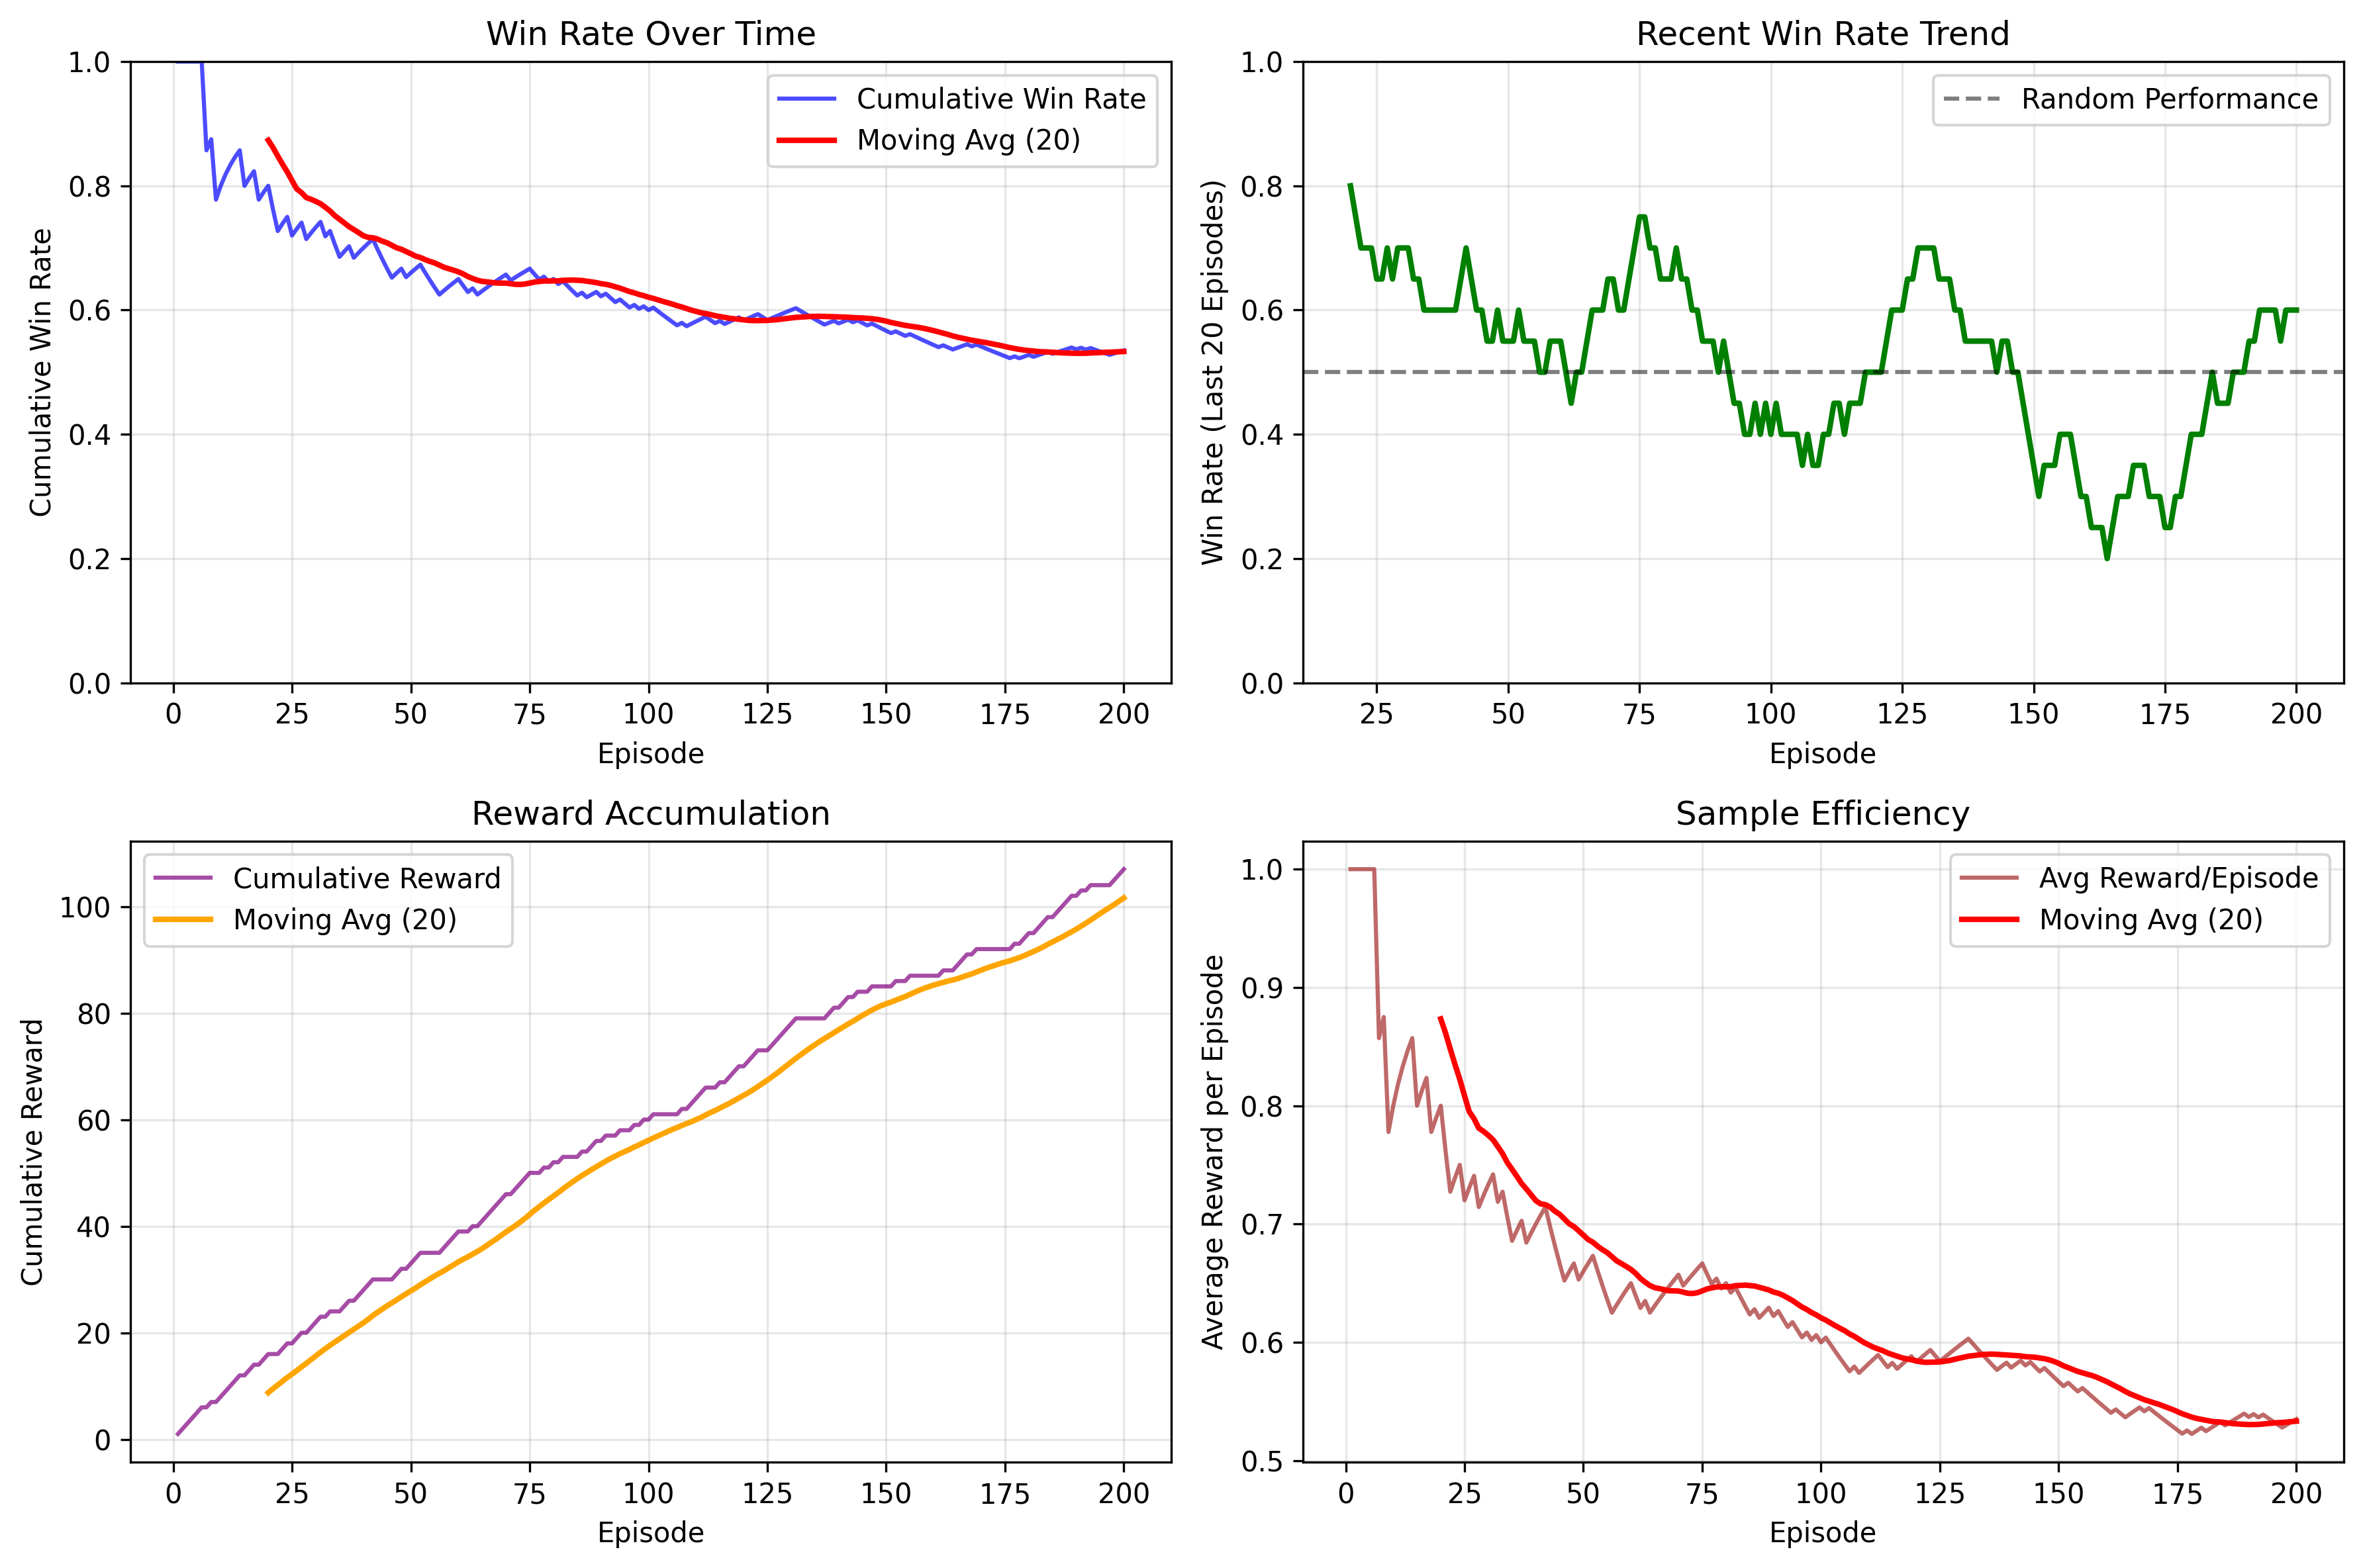 Win Rate Over Time
Cumulative Win Rate
1.0
0.8
0.6
0.4
0.2
0.0
Cumulative Win Rate
Moving Avg (20)
0 25 50 75 100 125 150 175 200
Episode
Recent Win Rate Trend
Win Rate (Last 20 Episodes)
1.0
0.8
0.6
0.4
0.2
0.0
Random Performance
25 50 75 100 125 150 175 200
Episode
Reward Accumulation
Cumulative Reward
100
80
60
40
20
0
Cumulative Reward
Moving Avg (20)
0 25 50 75 100 125 150 175 200
Episode
Sample Efficiency
Average Reward per Episode
1.0
0.9
0.8
0.7
0.6
0.5
Avg Reward/Episode
Moving Avg (20)
0 25 50 75 100 125 150 175 200
Episode